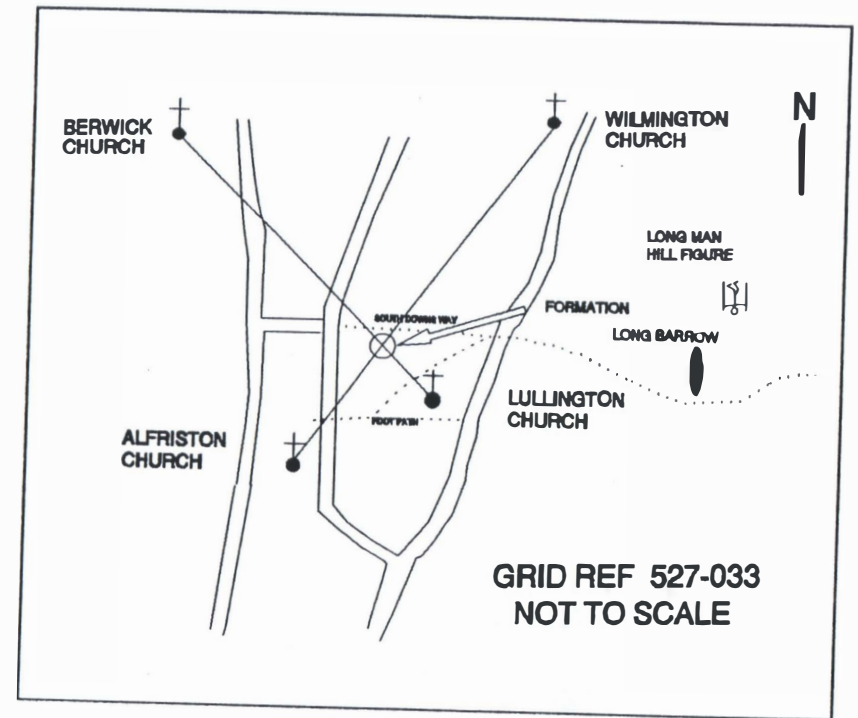 BERWICK
CHURCH
WILMINGTON
CHURCH
N
LONG MAN
HILL FIGURE
FORMATION
SOUTH DOWNS WAY
LONG BARROW
LULLINGTON
CHURCH
FOOT PATH
ALFRISTON
CHURCH
GRID REF 527-033
NOT TO SCALE